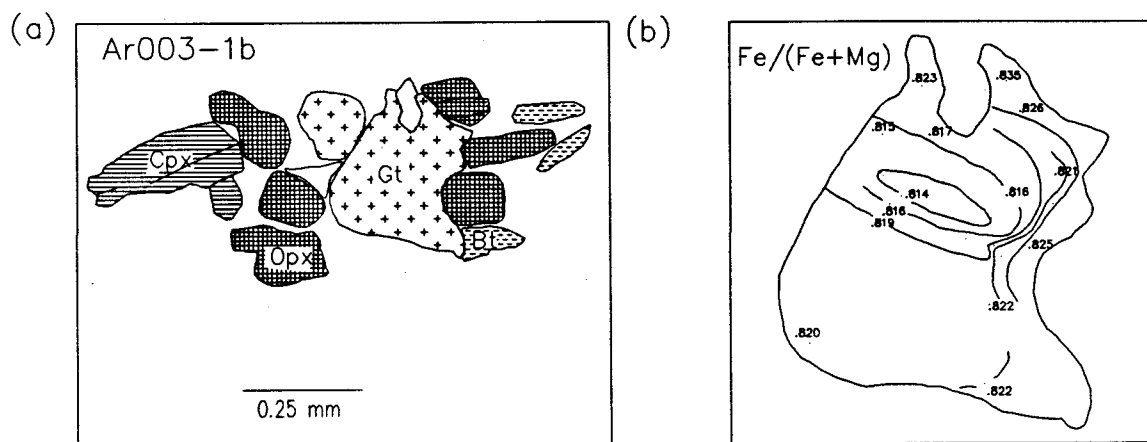 (a)
Ar003-1b
Cpx
Gt
Opx
Bt
0.25 mm
(b)
Fe/(Fe+Mg)
.823
.835
.826
.815
.817
.821
.814
.816
.816
.819
.825
.822
.820
.822